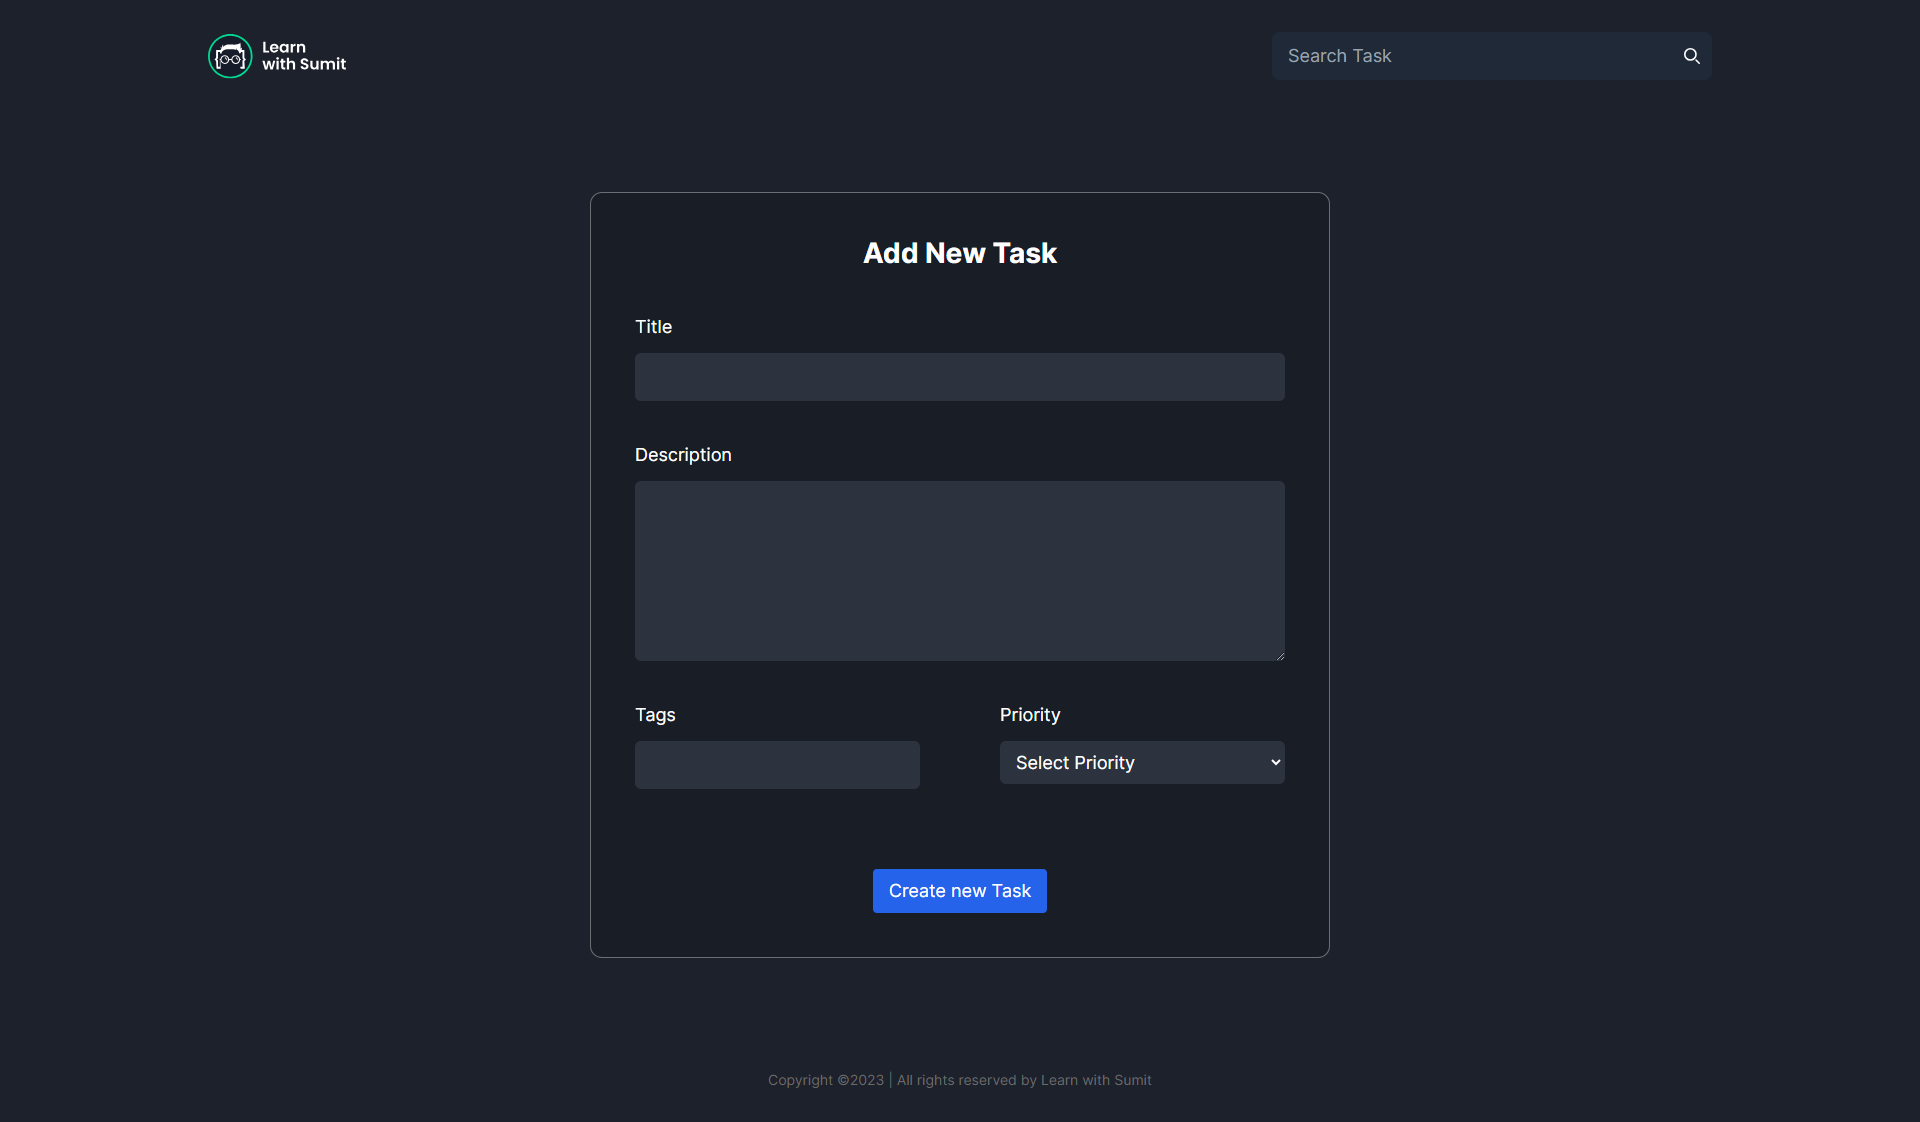 Learn
with Sumit
Search Task
Add New Task
Title
Description
Tags
Priority
Select Priority
Create new Task
Copyright ©2023 | All rights reserved by Learn with Sumit